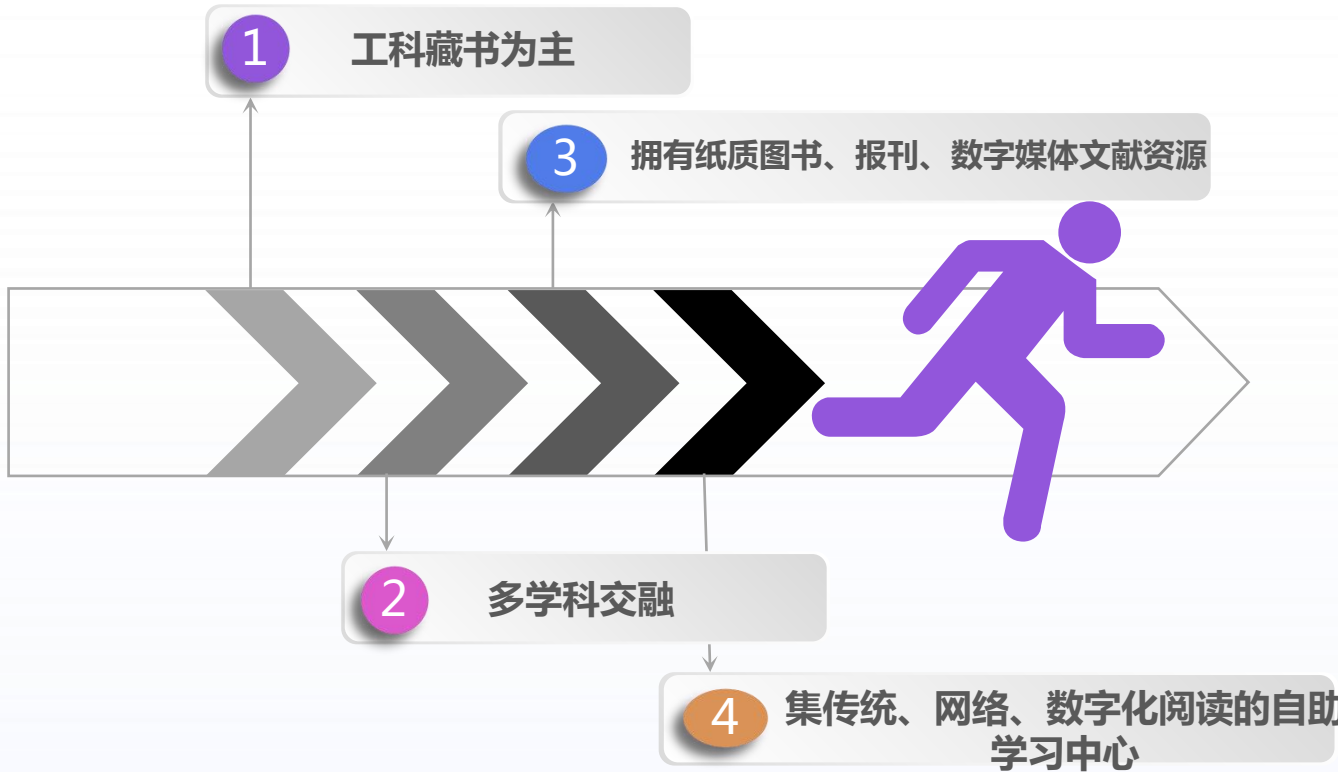 1 工科藏书为主
3 拥有纸质图书、报刊、数字媒体文献资源
2 多学科交融
4 集传统、网络、数字化阅读的自助
学习中心